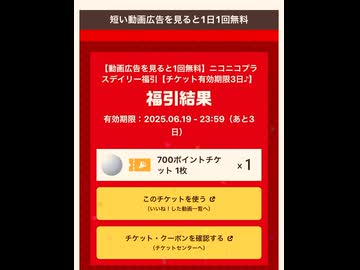 短い動画広告を見ると1日1回無料
【動画広告を見ると1回無料】ニコニコプラ
スデイリー福引【チケット有効期限3日♪】
福引結果
有効期限：2025.06.19 - 23:59（あと3
日）
700ポイントチケ
ット 1枚
×1
このチケットを使う
（いいね！した動画一覧へ）
チケット・クーポンを確認する
（チケットセンターへ）